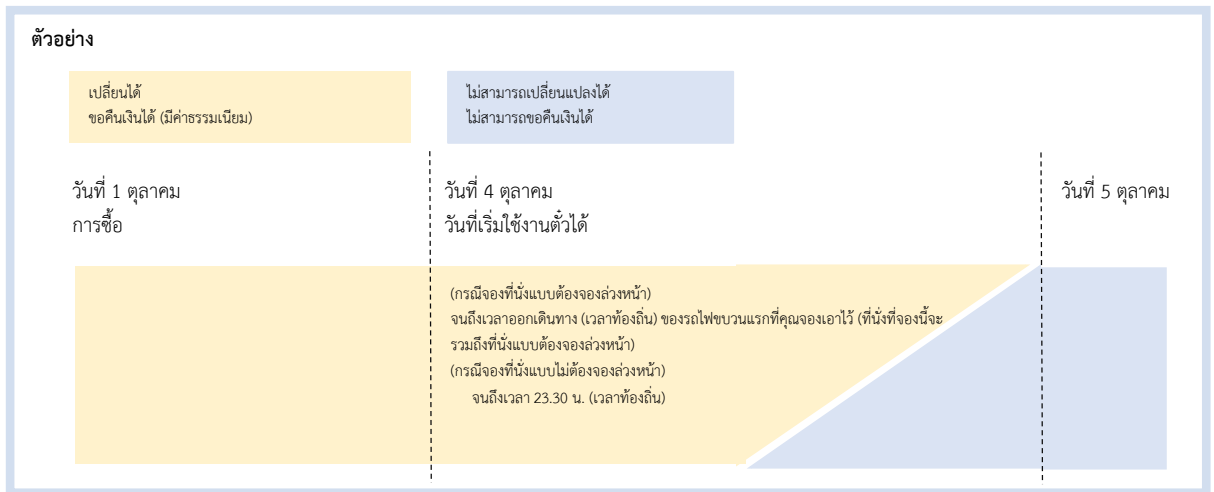 ตัวอย่าง
เปลี่ยนได้
ขอคืนเงินได้ (มีค่าธรรมเนียม)
ไม่สามารถเปลี่ยนแปลงได้
ไม่สามารถขอคืนเงินได้
วันที่ 1 ตุลาคม
การซื้อ
วันที่ 4 ตุลาคม
วันที่เริ่มใช้งานตั๋วได้
วันที่ 5 ตุลาคม
(กรณีจองที่นั่งแบบต้องจองล่วงหน้า)
จนถึงเวลาออกเดินทาง (เวลาท้องถิ่น) ของรถไฟขบวนแรกที่คุณจองเอาไว้ (ที่นั่งที่จองนี้จะ
รวมถึงที่นั่งแบบต้องจองล่วงหน้า)
(กรณีจองที่นั่งแบบไม่ต้องจองล่วงหน้า)
จนถึงเวลา 23.30 น. (เวลาท้องถิ่น)